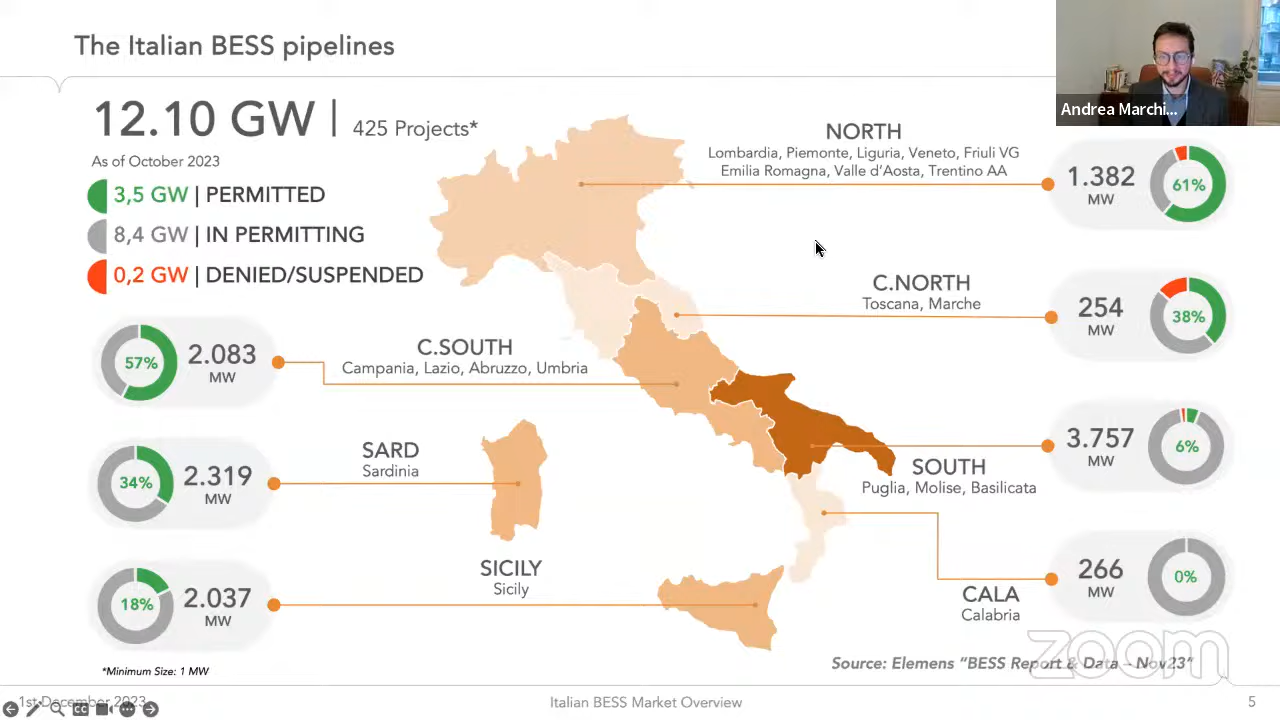 The Italian BESS pipelines
Andrea Marchi...
12.10 GW | 425 Projects*
As of October 2023
3,5 GW | PERMITTED
8,4 GW | IN PERMITTING
0,2 GW | DENIED/SUSPENDED
NORTH
Lombardia, Piemonte, Liguria, Veneto, Friuli VG
Emilia Romagna, Valle d'Aosta, Trentino AA
1.382
MW
61%
C.NORTH
Toscana, Marche
254
MW
38%
57%
2.083
MW
C.SOUTH
Campania, Lazio, Abruzzo, Umbria
3.757
MW
6%
SOUTH
Puglia, Molise, Basilicata
34%
2.319
MW
SARD
Sardinia
266
MW
0%
CALA
Calabria
18%
2.037
MW
SICILY
Sicily
*Minimum Size: 1 MW
Source: Elemens "BESS Report & Data – Nov23"
zoom
1st December 2023
Italian BESS Market Overview
5